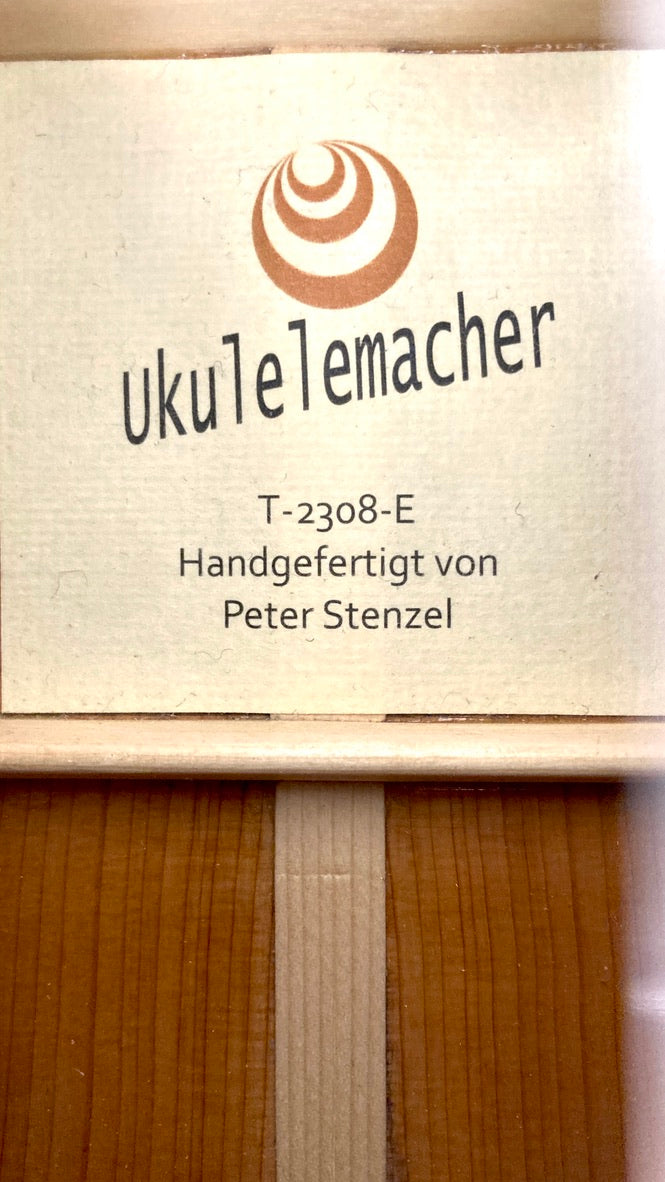 Ukulelemacher
T-2308-E
Handgefertigt von
Peter Stenzel